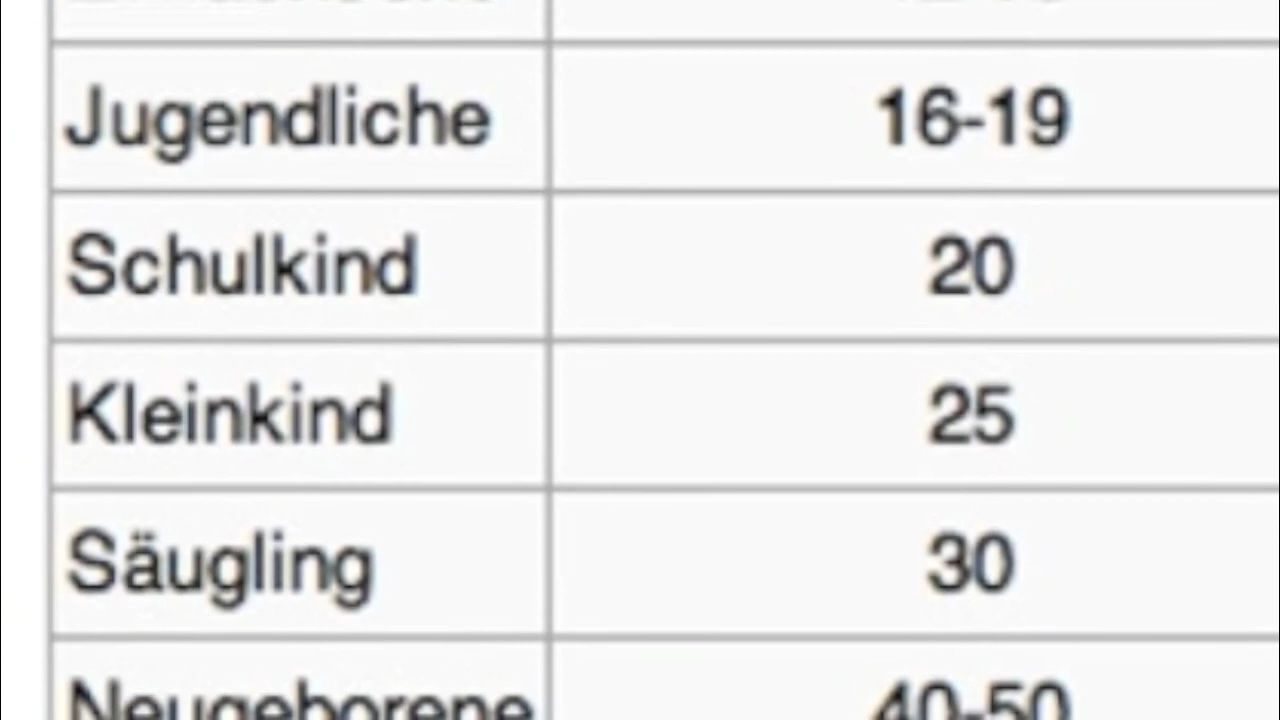 Jugendliche 16-19
Schulkind 20
Kleinkind 25
Säugling 30
Neugeborene 40-50